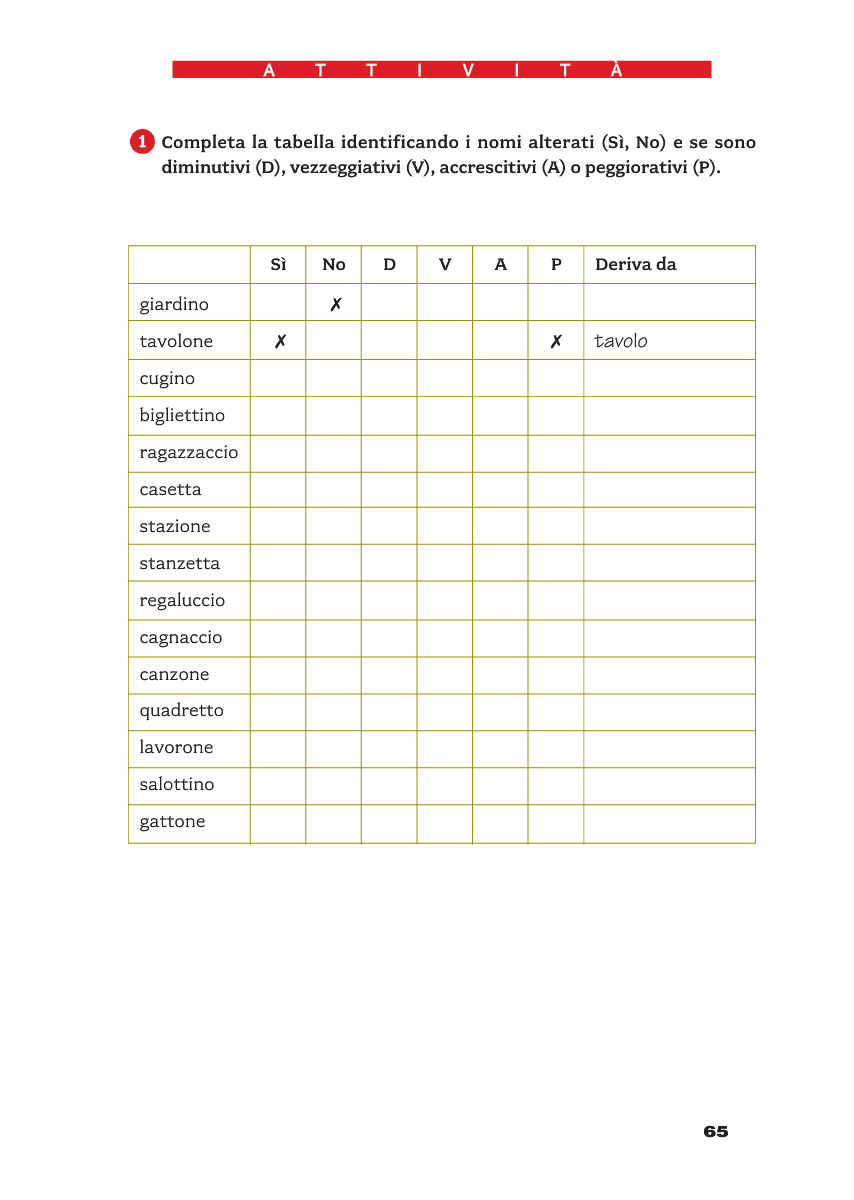 A T T I V I T À
1 Completa la tabella identificando i nomi alterati (Sì, No) e se sono
diminutivi (D), vezzeggiativi (V), accrescitivi (A) o peggiorativi (P).
Sì No D V A P Deriva da
giardino ✗
tavolone ✗ ✗ tavolo
cugino
bigliettino
ragazzaccio
casetta
stazione
stanzetta
regaluccio
cagnaccio
canzone
quadretto
lavorone
salottino
gattone
65